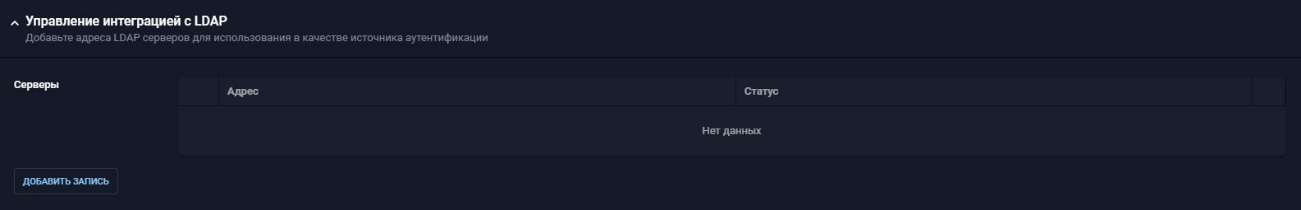 Управление интеграцией с LDAP
Добавьте адреса LDAP серверов для использования в качестве источника аутентификации
Серверы
Адрес
Статус
Нет данных
ДОБАВИТЬ ЗАПИСЬ